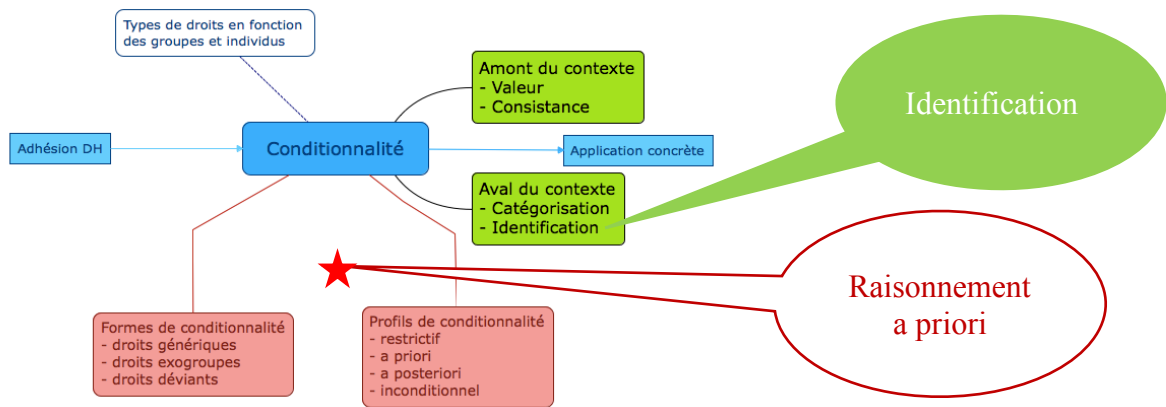 Types de droits en fonction
des groupes et individus
Amont du contexte
- Valeur
- Consistance
Identification
Adhésion DH
Conditionnalité
Application concrète
Aval du contexte
- Catégorisation
- Identification
Raisonnement
a priori
Formes de conditionnalité
- droits génériques
- droits exogroupes
- droits déviants
Profils de conditionnalité
- restrictif
- a priori
- a posteriori
- inconditionnel